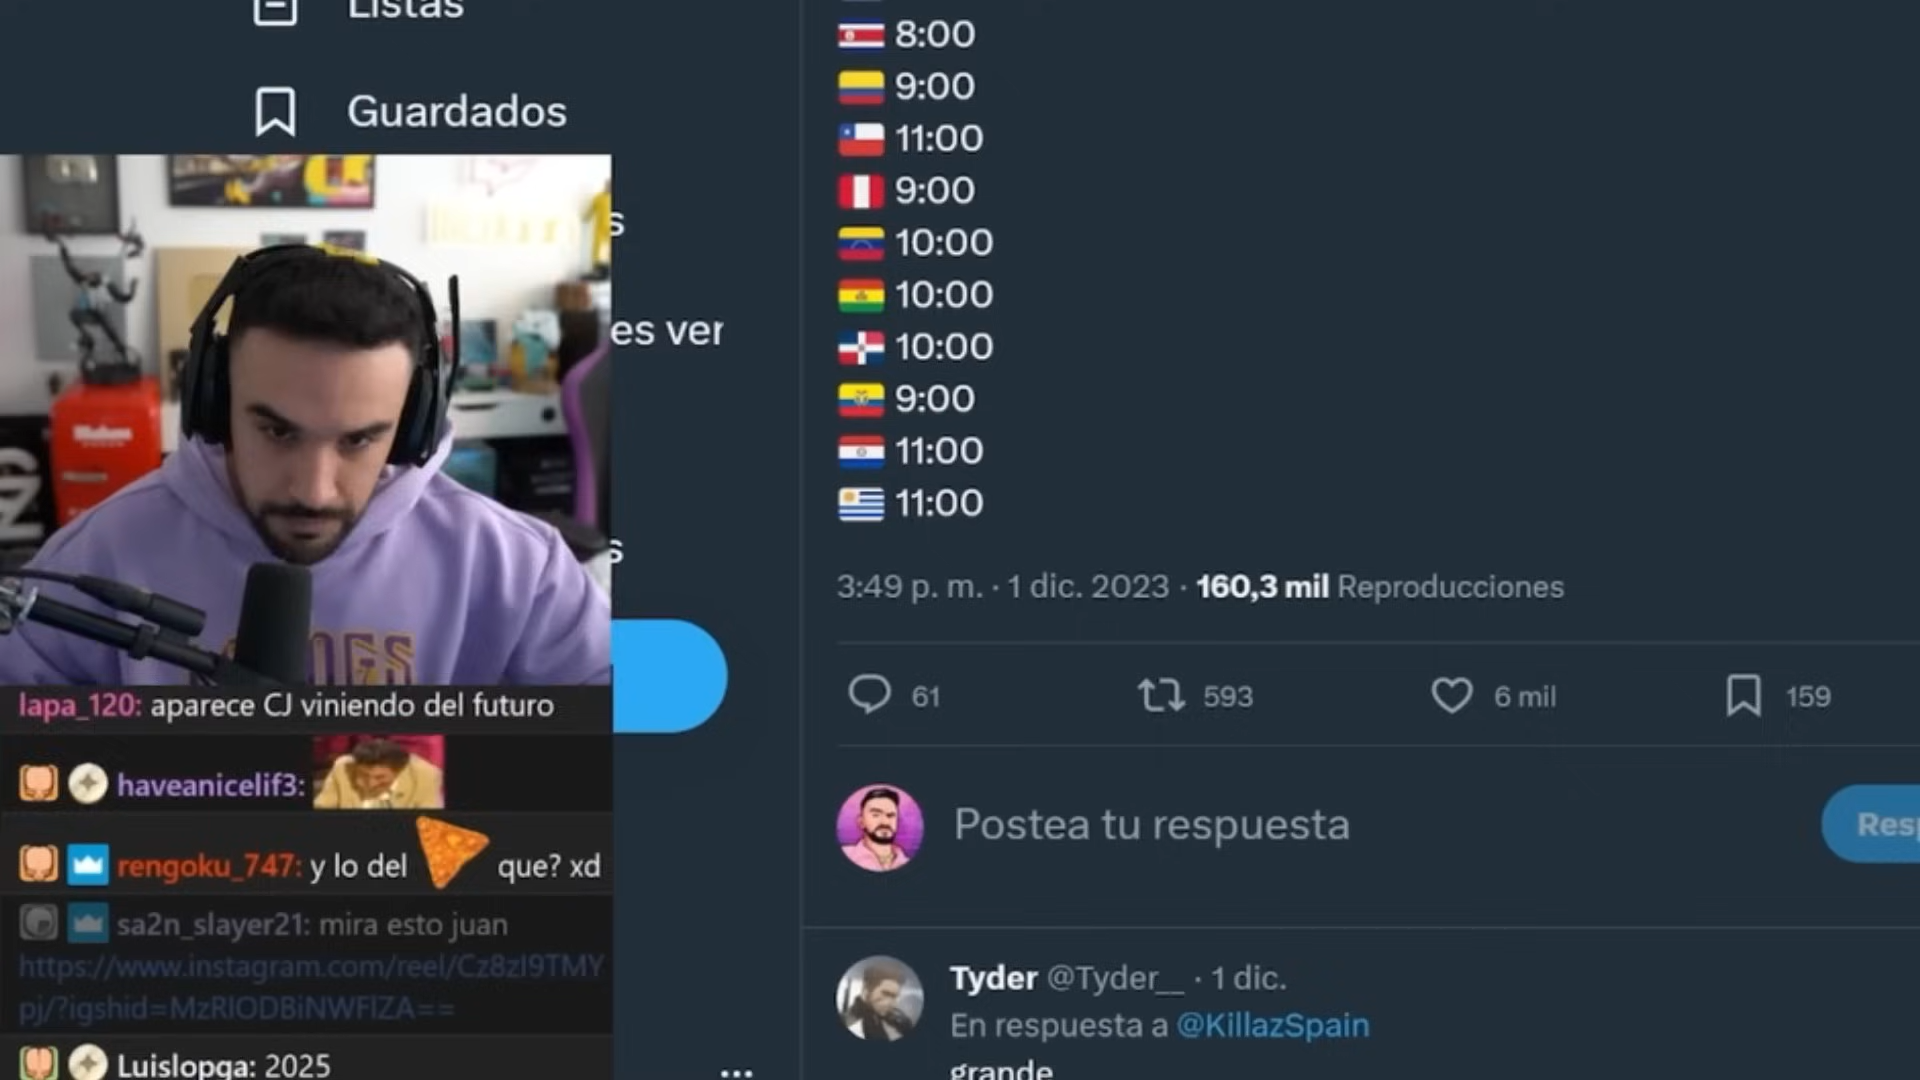 Listas
Guardados
s
es ver
s
8:00
9:00
11:00
9:00
10:00
10:00
10:00
9:00
11:00
11:00
3:49 p. m. · 1 dic. 2023 · 160,3 mil Reproducciones
61
593
6 mil
159
Postea tu respuesta
Resp
Tyder @Tyder__ · 1 dic.
En respuesta a @KillazSpain
grande
lapa_120: aparece CJ viniendo del futuro
haveanicelif3:
rengoku_747: y lo del que? xd
sa2n_slayer21: mira esto juan
https://www.instagram.com/reel/Cz8zI9TMY
pj/?igshid=MzRlODBiNWFlZA==
Luislopga: 2025
...